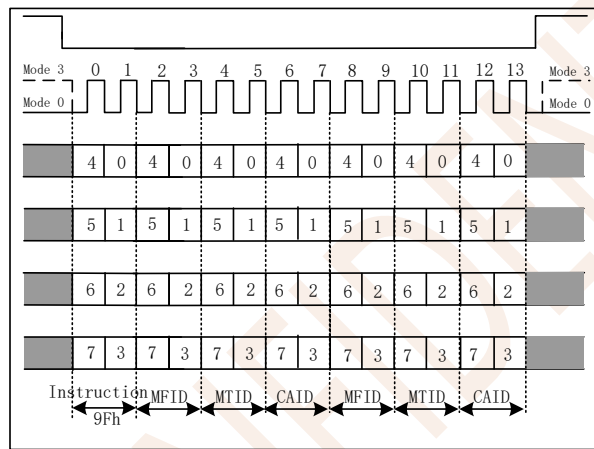 Mode 3 0 1 2 3 4 5 6 7 8 9 10 11 12 13 Mode 3
Mode 0 Mode 0
4 0 4 0 4 0 4 0 4 0 4 0 4 0
5 1 5 1 5 1 5 1 5 1 5 1 5 1
6 2 6 2 6 2 6 2 6 2 6 2 6 2
7 3 7 3 7 3 7 3 7 3 7 3 7 3
Instruction MFID MTID CAID MFID MTID CAID
9Fh